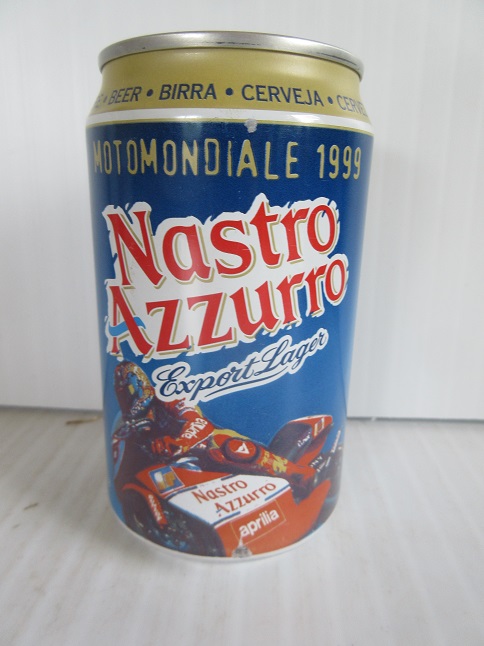 • BEER • BIRRA • CERVEJA •
MOTOMONDIALE 1999
Nastro
Azzurro
Export Lager
Nastro
Azzurro
aprilia